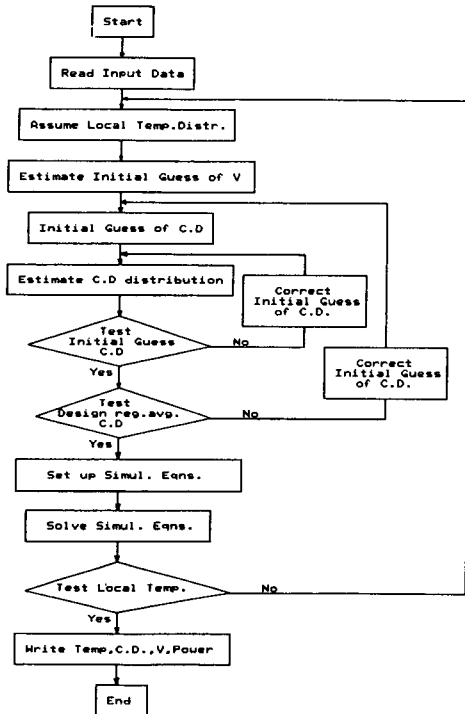 Start
Read Input Data
Assume Local Temp.Distr.
Estimate Initial Guess of V
Initial Guess of C.D
Estimate C.D distribution
Correct
Initial Guess
of C.D.
Test
Initial Guess
C.D
No
Yes
Correct
Initial Guess
of C.D.
Test
Design reg.avg.
C.D
No
Yes
Set up Simul. Eqns.
Solve Simul. Eqns.
Test Local Temp.
No
Yes
Write Temp,C.D.,V,Power
End